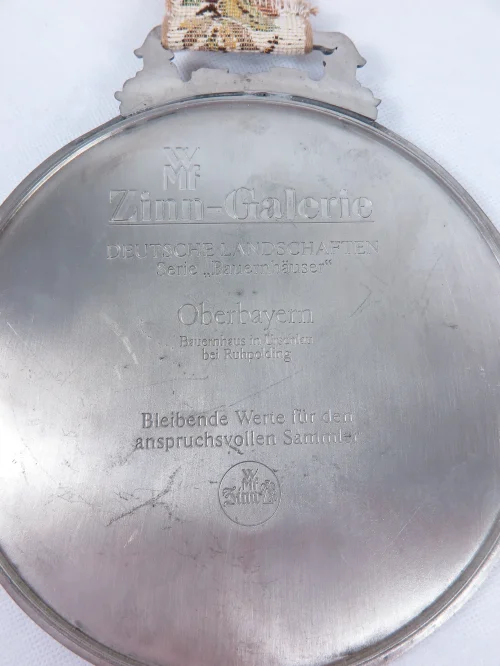 WMF
Zinn-Galerie
DEUTSCHE LANDSCHAFTEN
Serie „Bauernhäuser“
Oberbayern
Bauernhaus in
bei Ruhpolding
Bleibende Werte für den
anspruchsvollen Sammler
WMF
Zinn